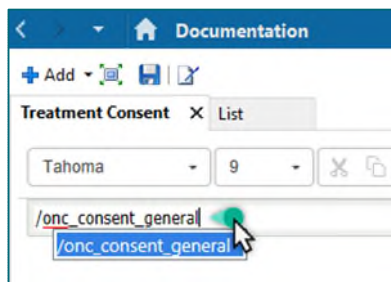 Documentation
Add
Treatment Consent X List
Tahoma 9
/onc_consent_general
/onc_consent_general